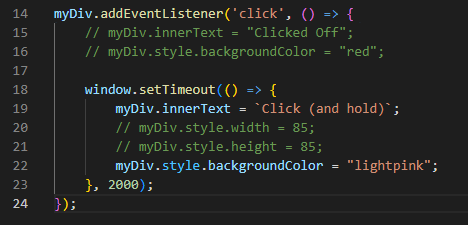 14 myDiv.addEventListener('click', () => {
15     // myDiv.innerText = "Clicked Off";
16     // myDiv.style.backgroundColor = "red";
17
18     window.setTimeout(() => {
19         myDiv.innerText = `Click (and hold)`;
20         // myDiv.style.width = 85;
21         // myDiv.style.height = 85;
22         myDiv.style.backgroundColor = "lightpink";
23     }, 2000);
24 });